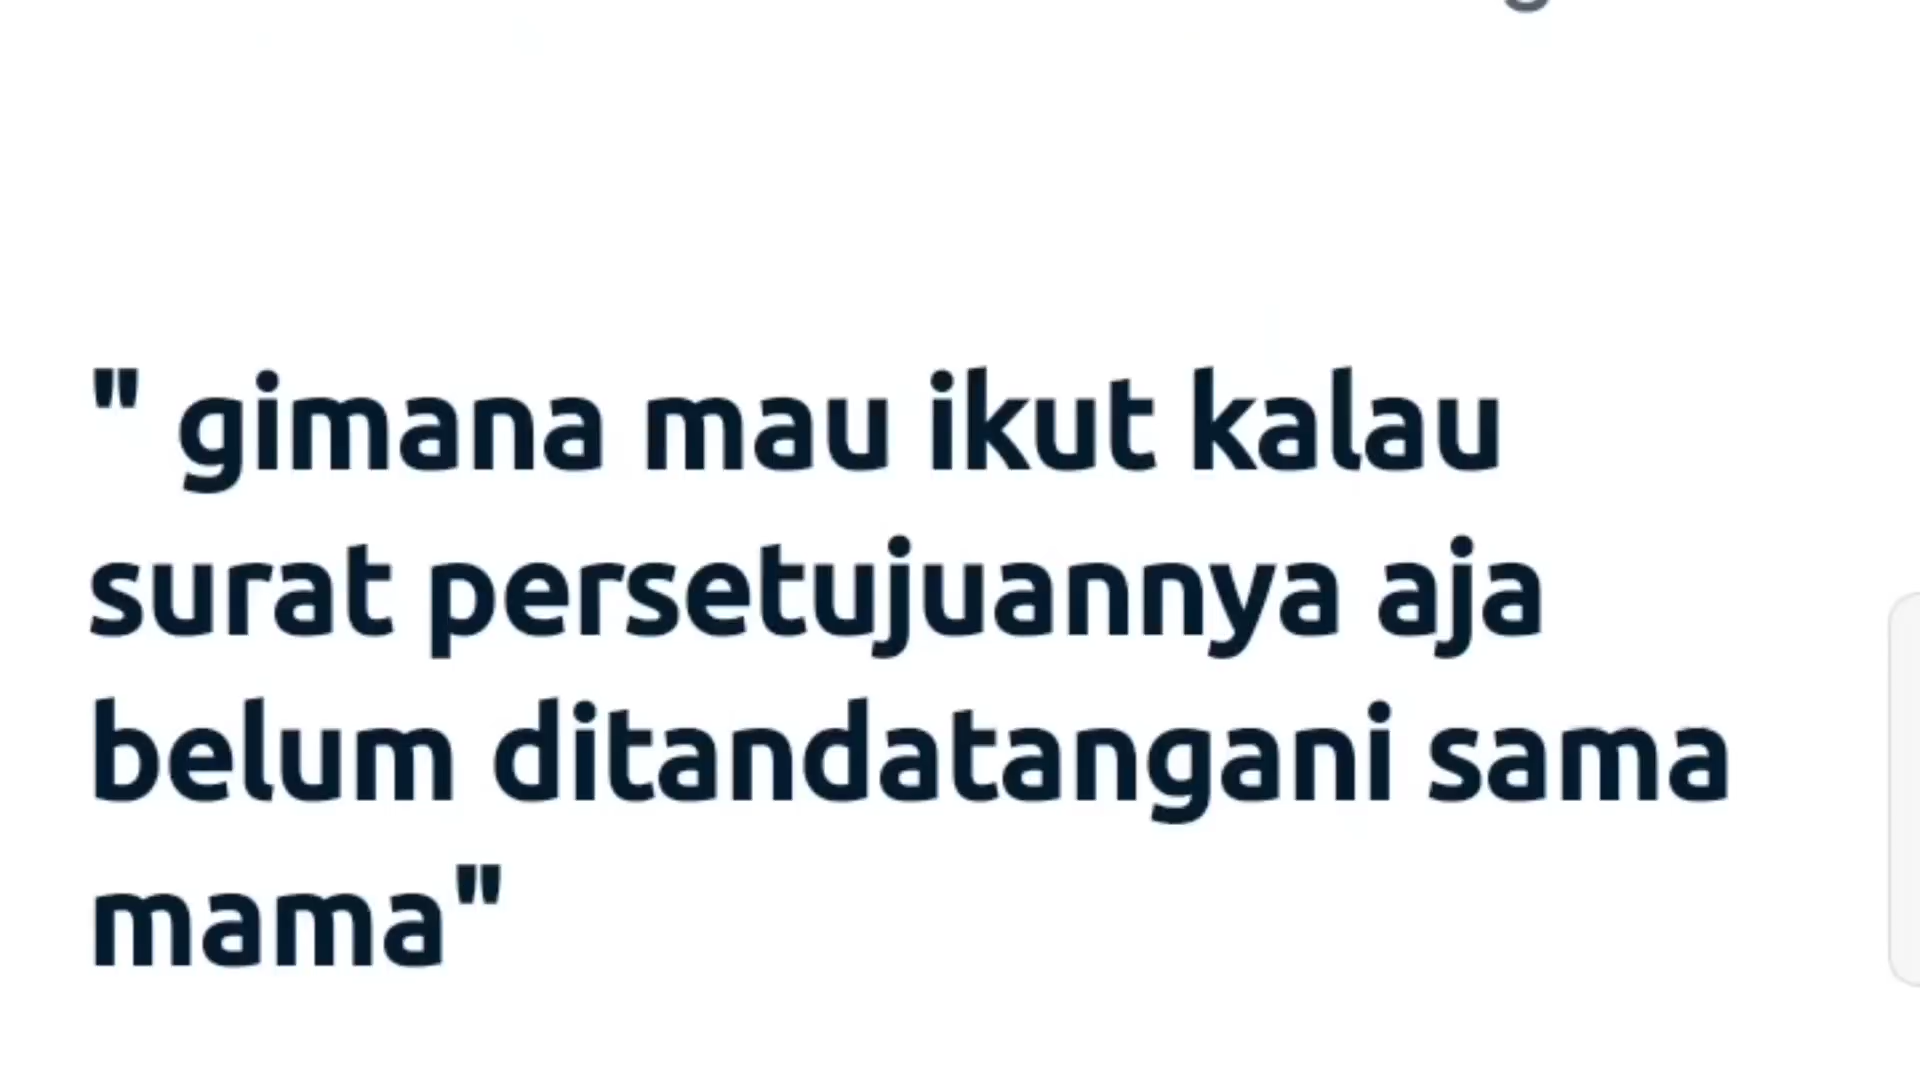 " gimana mau ikut kalau
surat persetujuannya aja
belum ditandatangani sama
mama"